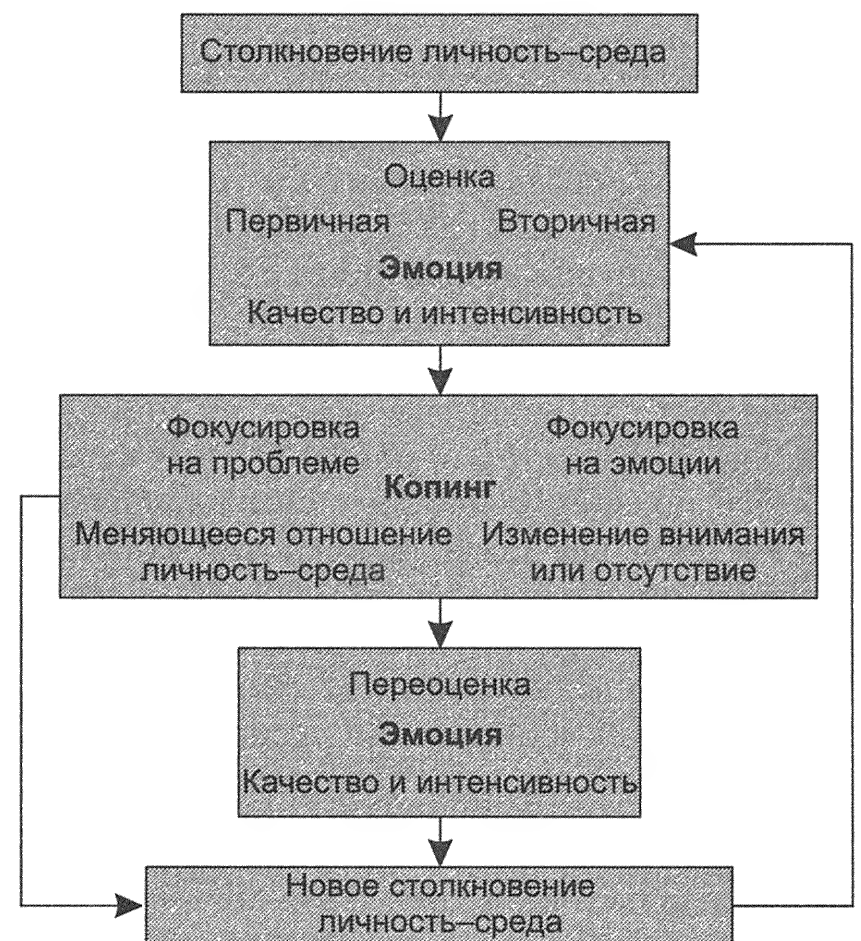 Столкновение личность–среда
Оценка
Первичная Вторичная
Эмоция
Качество и интенсивность
Фокусировка
на проблеме
Фокусировка
на эмоции
Копинг
Меняющееся отношение
личность–среда
Изменение внимания
или отсутствие
Переоценка
Эмоция
Качество и интенсивность
Новое столкновение
личность–среда